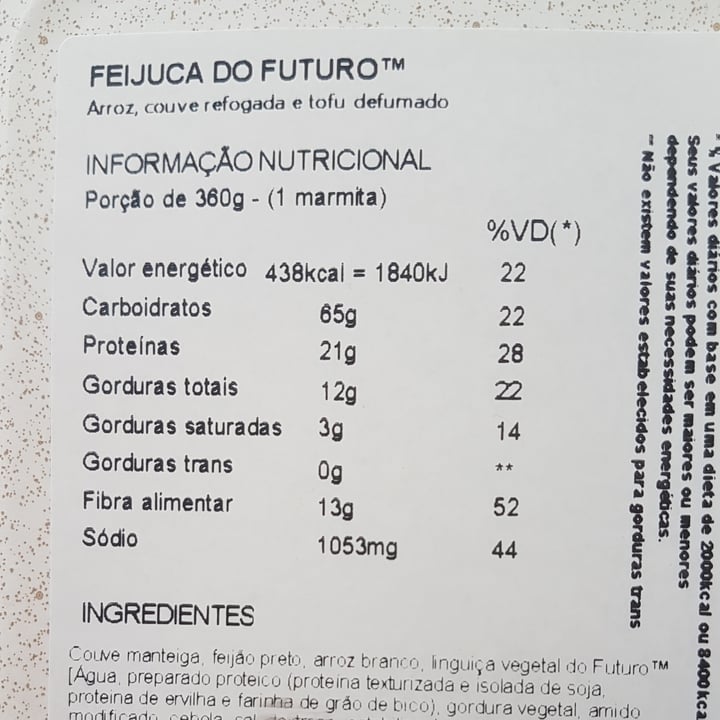 FEIJUCA DO FUTURO™
Arroz, couve refogada e tofu defumado
INFORMAÇÃO NUTRICIONAL
Porção de 360g - (1 marmita)
%VD(*)
Valor energético 438kcal = 1840kJ 22
Carboidratos 65g 22
Proteínas 21g 28
Gorduras totais 12g 22
Gorduras saturadas 3g 14
Gorduras trans 0g **
Fibra alimentar 13g 52
Sódio 1053mg 44
INGREDIENTES
Couve manteiga, feijão preto, arroz branco, linguiça vegetal do Futuro™
[Água, preparado proteico (proteína texturizada e isolada de soja,
proteína de ervilha e farinha de grão de bico), gordura vegetal, amido
modificado, cebola, sal
* % Valores diários com base em uma dieta de 2000kcal ou 8400kca
Seus valores diários podem ser maiores ou menores
dependendo de suas necessidades energéticas.
** Não existem valores estabelecidos para gorduras trans